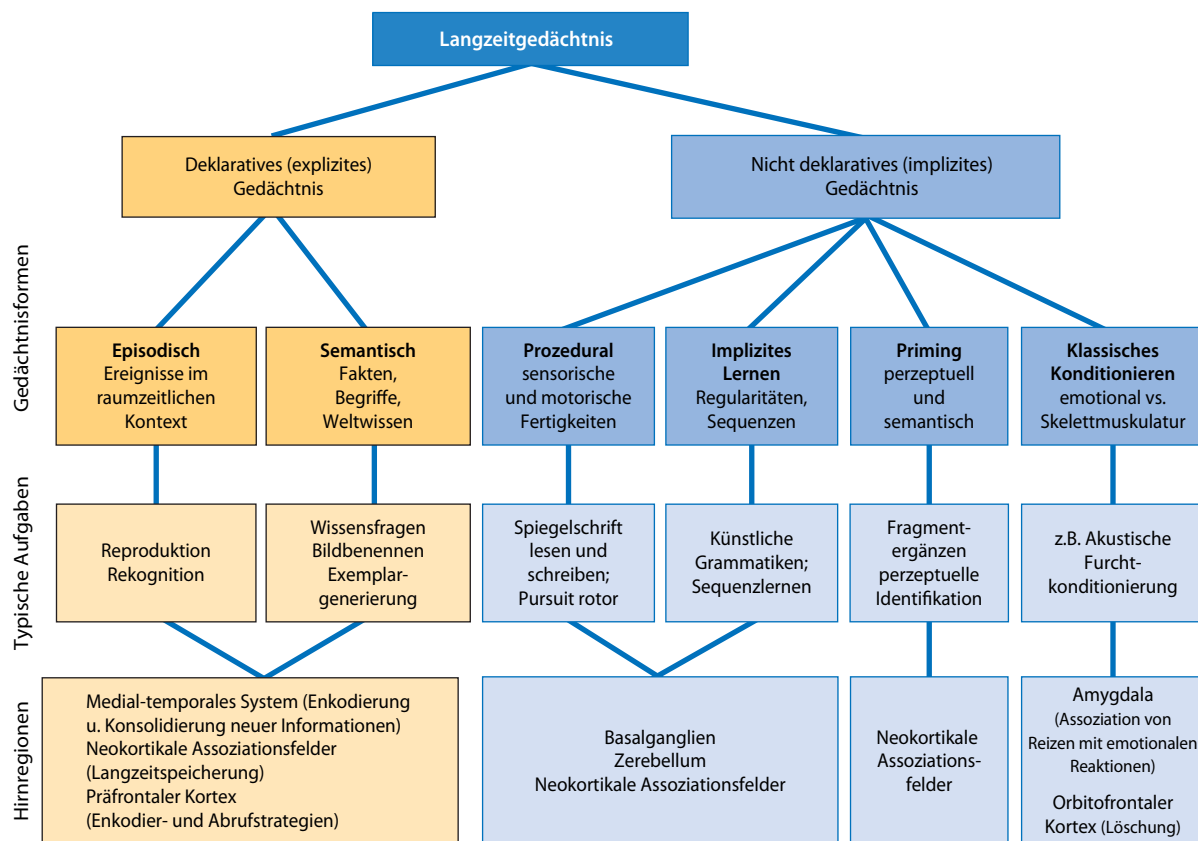 Langzeitgedächtnis
Deklaratives (explizites)
Gedächtnis
Nicht deklaratives (implizites)
Gedächtnis
Gedächtnisformen
Episodisch
Ereignisse im
raumzeitlichen
Kontext
Semantisch
Fakten,
Begriffe,
Weltwissen
Prozedural
sensorische
und motorische
Fertigkeiten
Implizites
Lernen
Regularitäten,
Sequenzen
Priming
perzeptuell
und
semantisch
Klassisches
Konditionieren
emotional vs.
Skelettmuskulatur
Typische Aufgaben
Reproduktion
Rekognition
Wissensfragen
Bildbenennen
Exemplar-
generierung
Spiegelschrift
lesen und
schreiben;
Pursuit rotor
Künstliche
Grammatiken;
Sequenzlernen
Fragment-
ergänzen
perzeptuelle
Identifikation
z.B. Akustische
Furcht-
konditionierung
Hirnregionen
Medial-temporales System (Enkodierung
u. Konsolidierung neuer Informationen)
Neokortikale Assoziationsfelder
(Langzeitspeicherung)
Präfrontaler Kortex
(Enkodier- und Abrufstrategien)
Basalganglien
Zerebellum
Neokortikale Assoziationsfelder
Neokortikale
Assoziations-
felder
Amygdala
(Assoziation von
Reizen mit emotionalen
Reaktionen)
Orbitofrontaler
Kortex (Löschung)